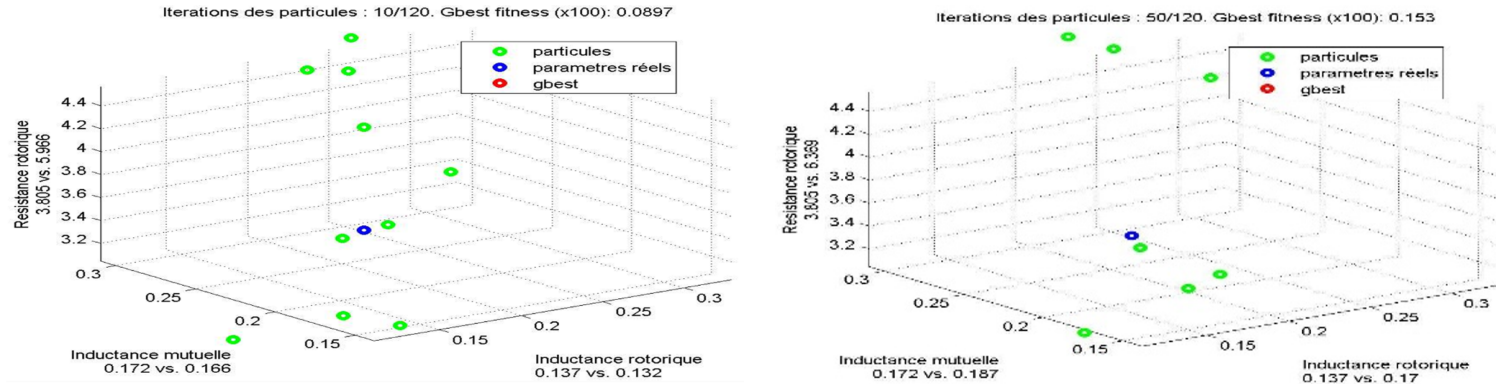 Iterations des particules : 10/120. Gbest fitness (x100): 0.0897
particules
parametres réels
gbest
4.4
4.2
4
3.8
3.6
3.4
3.2
Resistance rotorique
3.805 vs. 5.966
0.3
0.25
0.2
0.15
0.15
0.2
0.25
0.3
Inductance mutuelle
0.172 vs. 0.166
Inductance rotorique
0.137 vs. 0.132
Iterations des particules : 50/120. Gbest fitness (x100): 0.153
particules
parametres réels
gbest
4.4
4.2
4
3.8
3.6
3.4
3.2
Resistance rotorique
3.805 vs. 6.369
0.3
0.25
0.2
0.15
0.15
0.2
0.25
0.3
Inductance mutuelle
0.172 vs. 0.187
Inductance rotorique
0.137 vs. 0.17